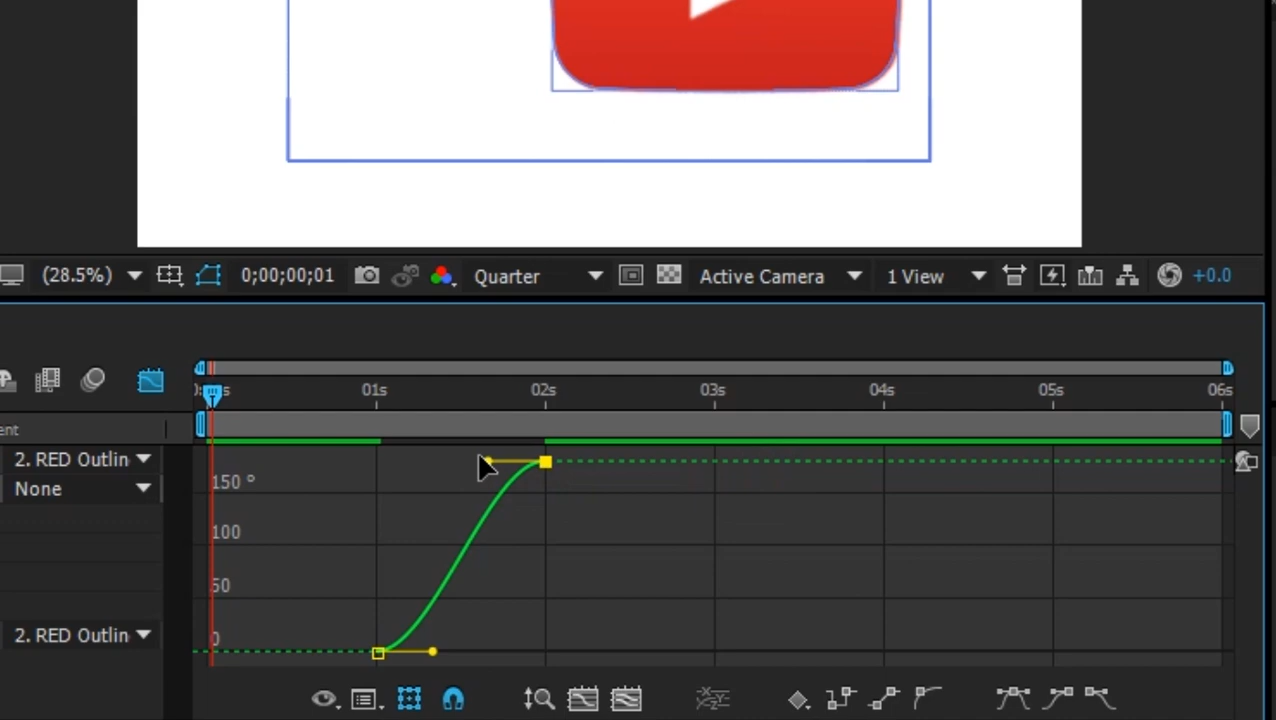 (28.5%) 0;00;00;01 Quarter Active Camera 1 View +0.0
01s 02s 03s 04s 05s 06s
2. RED Outlin
150 °
None
100
50
2. RED Outlin
0